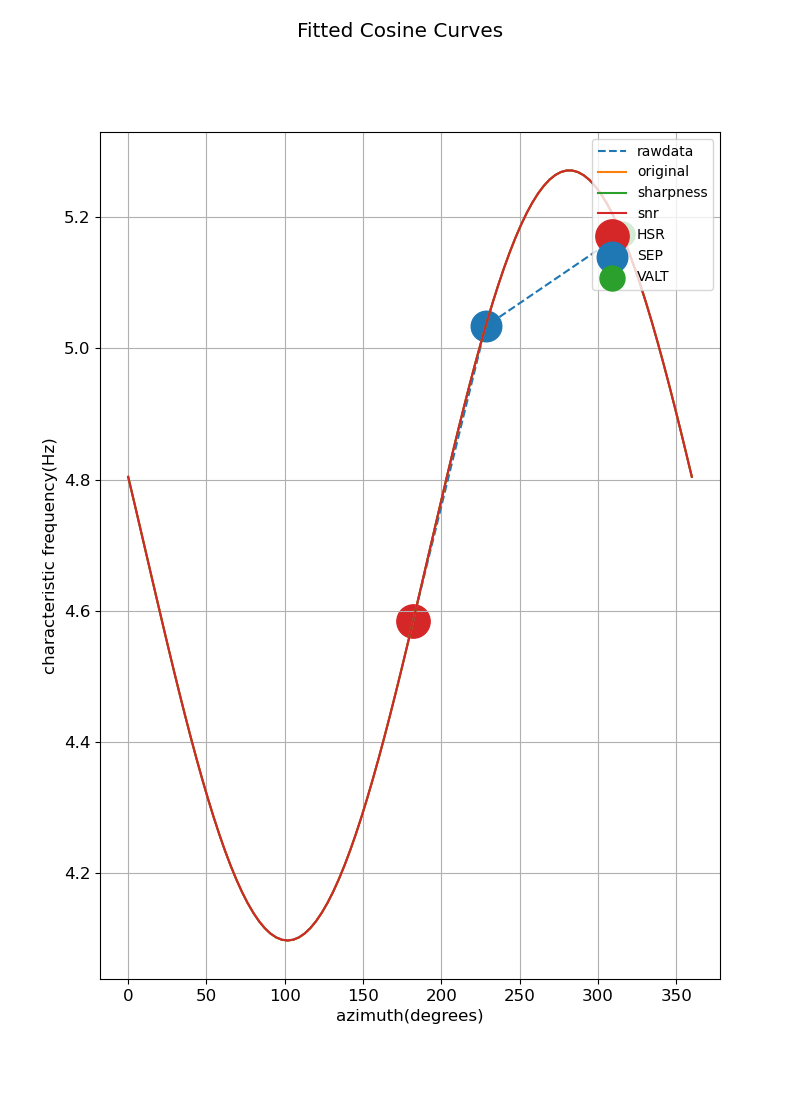 Fitted Cosine Curves
rawdata
original
sharpness
snr
HSR
SEP
VALT
5.2
5.0
4.8
4.6
4.4
4.2
characteristic frequency(Hz)
0 50 100 150 200 250 300 350
azimuth(degrees)